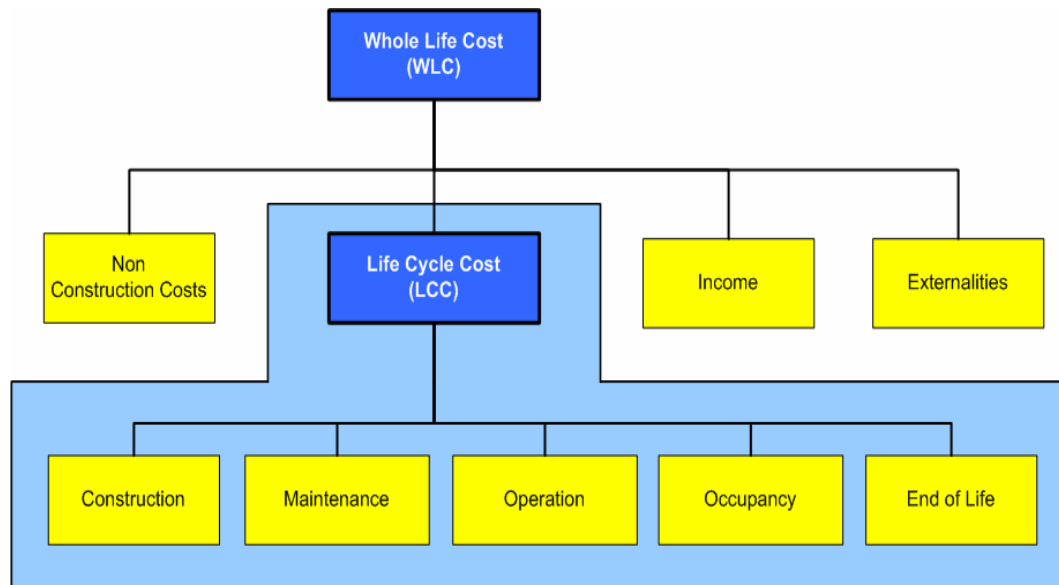 Whole Life Cost
(WLC)
Non
Construction Costs
Life Cycle Cost
(LCC)
Income
Externalities
Construction
Maintenance
Operation
Occupancy
End of Life